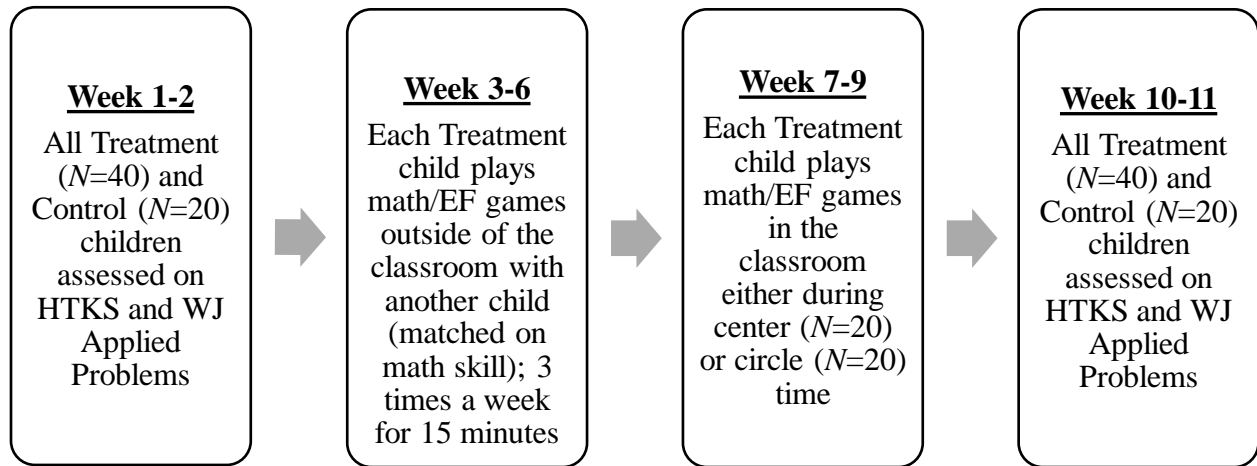 Week 1-2
All Treatment
(N=40) and
Control (N=20)
children
assessed on
HTKS and WJ
Applied
Problems
Week 3-6
Each Treatment
child plays
math/EF games
outside of the
classroom with
another child
(matched on
math skill); 3
times a week
for 15 minutes
Week 7-9
Each Treatment
child plays
math/EF games
in the
classroom
either during
center (N=20)
or circle (N=20)
time
Week 10-11
All Treatment
(N=40) and
Control (N=20)
children
assessed on
HTKS and WJ
Applied
Problems